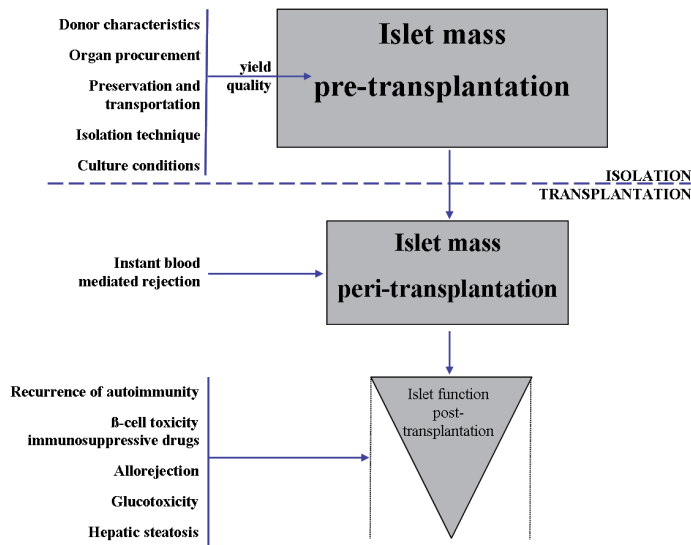 Donor characteristics
Organ procurement
Preservation and
transportation
Isolation technique
Culture conditions
yield
quality
Islet mass
pre-transplantation
ISOLATION
TRANSPLANTATION
Instant blood
mediated rejection
Islet mass
peri-transplantation
Recurrence of autoimmunity
ß-cell toxicity
immunosuppressive drugs
Allorejection
Glucotoxicity
Hepatic steatosis
Islet function
post-
transplantation